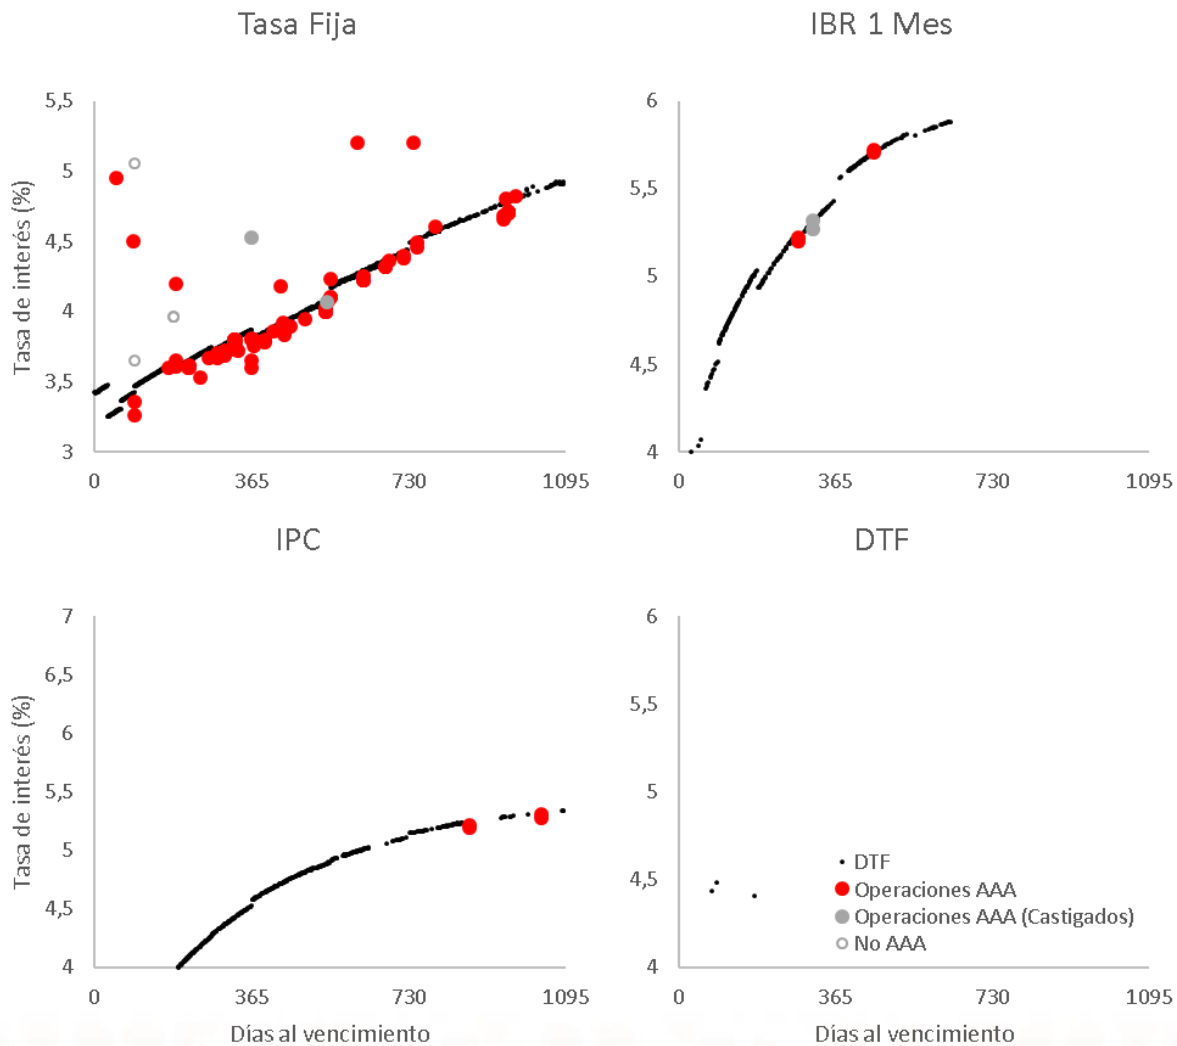 Tasa Fija
5,5
5
4,5
4
3,5
3
Tasa de interés (%)
0 365 730 1095
IBR 1 Mes
6
5,5
5
4,5
4
0 365 730 1095
IPC
7
6,5
6
5,5
5
4,5
4
Tasa de interés (%)
0 365 730 1095
Días al vencimiento
DTF
6
5,5
5
4,5
4
DTF
Operaciones AAA
Operaciones AAA (Castigados)
No AAA
0 365 730 1095
Días al vencimiento